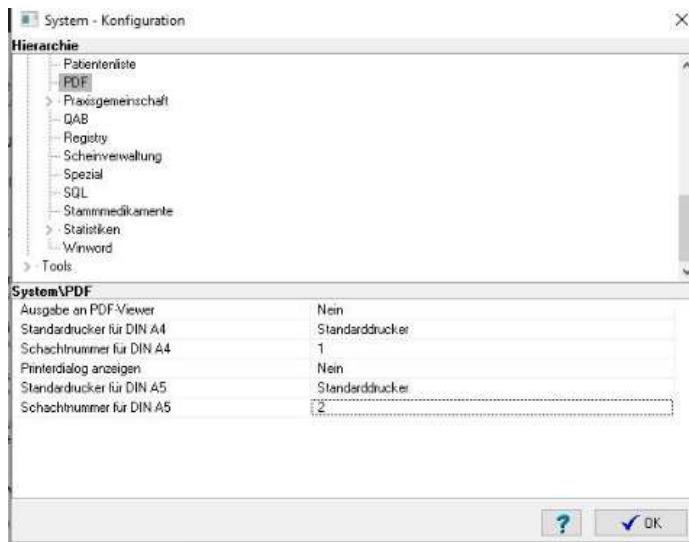 System - Konfiguration
Hierarchie
Patientenliste
PDF
Praxisgemeinschaft
QAB
Registry
Scheinverwaltung
Spezial
SQL
Stammmedikamente
Statistiken
Winword
Tools
System\PDF
Ausgabe an PDF-Viewer Nein
Standardrucker für DIN A4 Standarddrucker
Schachtnummer für DIN A4 1
Printerdialog anzeigen Nein
Standardrucker für DIN A5 Standarddrucker
Schachtnummer für DIN A5 2
? OK